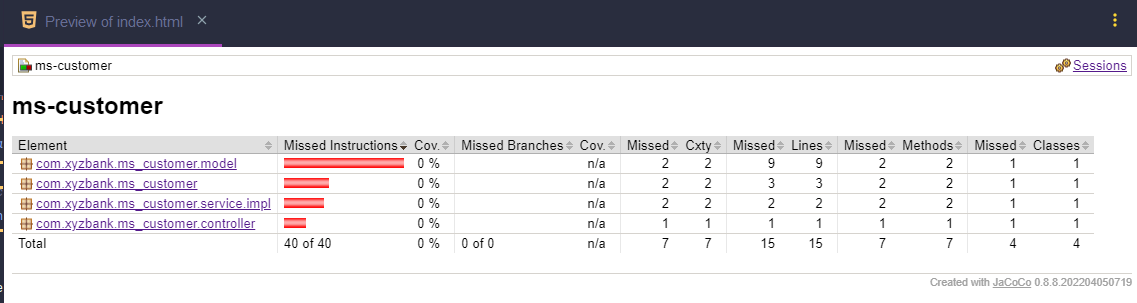 Preview of index.html
ms-customer Sessions
ms-customer
Element Missed Instructions Cov. Missed Branches Cov. Missed Cxty Missed Lines Missed Methods Missed Classes
com.xyzbank.ms_customer.model 0 % n/a 2 2 9 9 2 2 1 1
com.xyzbank.ms_customer 0 % n/a 2 2 3 3 2 2 1 1
com.xyzbank.ms_customer.service.impl 0 % n/a 2 2 2 2 2 2 1 1
com.xyzbank.ms_customer.controller 0 % n/a 1 1 1 1 1 1 1 1
Total 40 of 40 0 % 0 of 0 n/a 7 7 15 15 7 7 4 4
Created with JaCoCo 0.8.8.202204050719